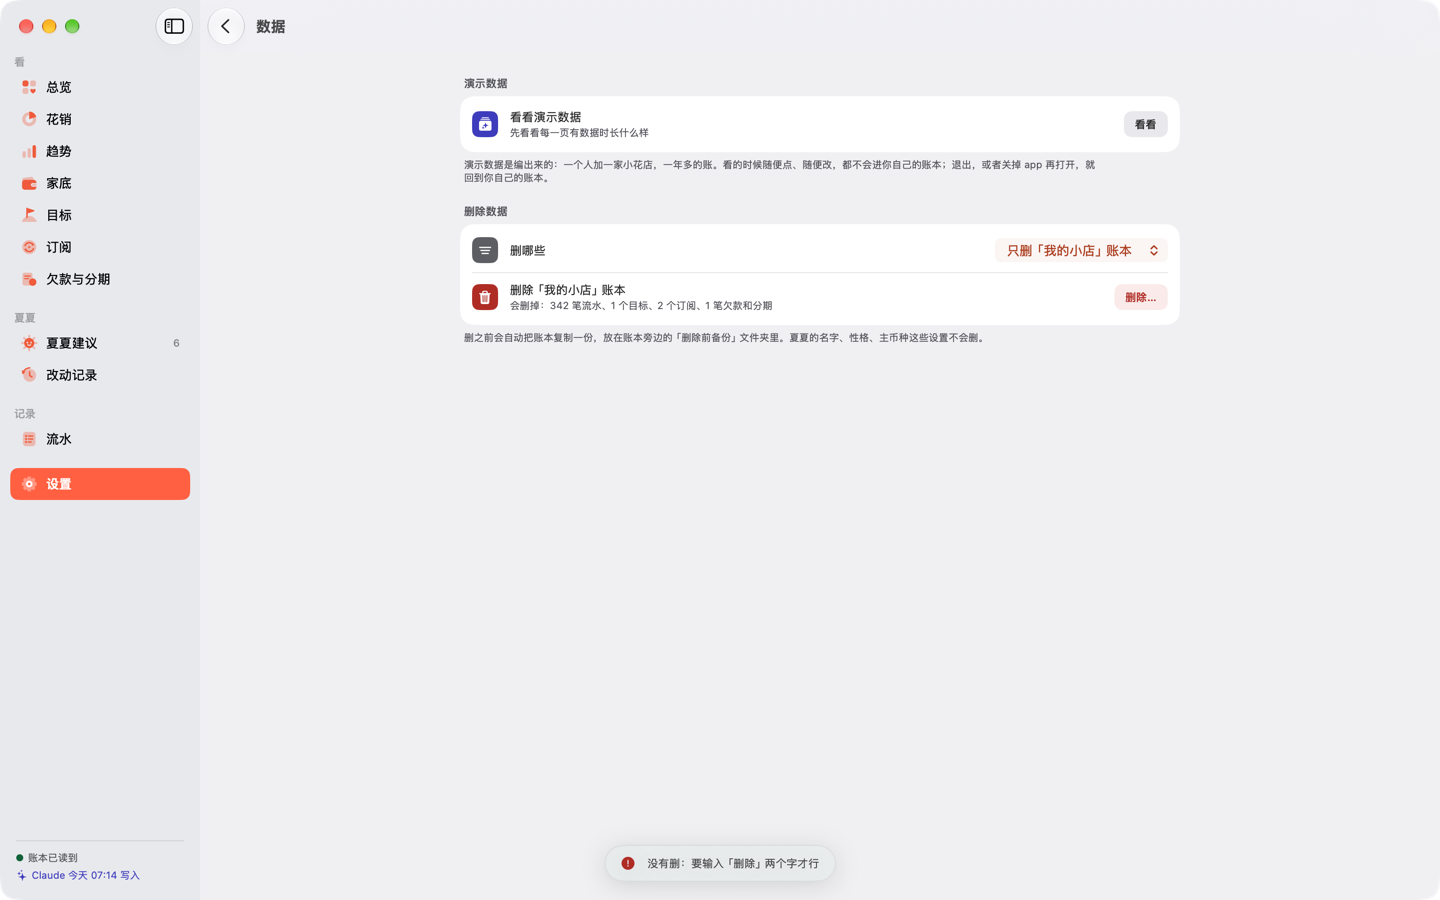 数据
看
总览
花销
趋势
家底
目标
订阅
欠款与分期
夏夏
夏夏建议
6
改动记录
记录
流水
设置
账本已读到
Claude 今天 07:14 写入
演示数据
看看演示数据
先看看每一页有数据时长什么样
看看
演示数据是编出来的：一个人加一家小花店，一年多的账。看的时候随便点、随便改，都不会进你自己的账本；退出，或者关掉 app 再打开，就
回到你自己的账本。
删除数据
删哪些
只删「我的小店」账本
删除「我的小店」账本
会删掉：342 笔流水、1 个目标、2 个订阅、1 笔欠款和分期
删除...
删之前会自动把账本复制一份，放在账本旁边的「删除前备份」文件夹里。夏夏的名字、性格、主币种这些设置不会删。
没有删：要输入「删除」两个字才行